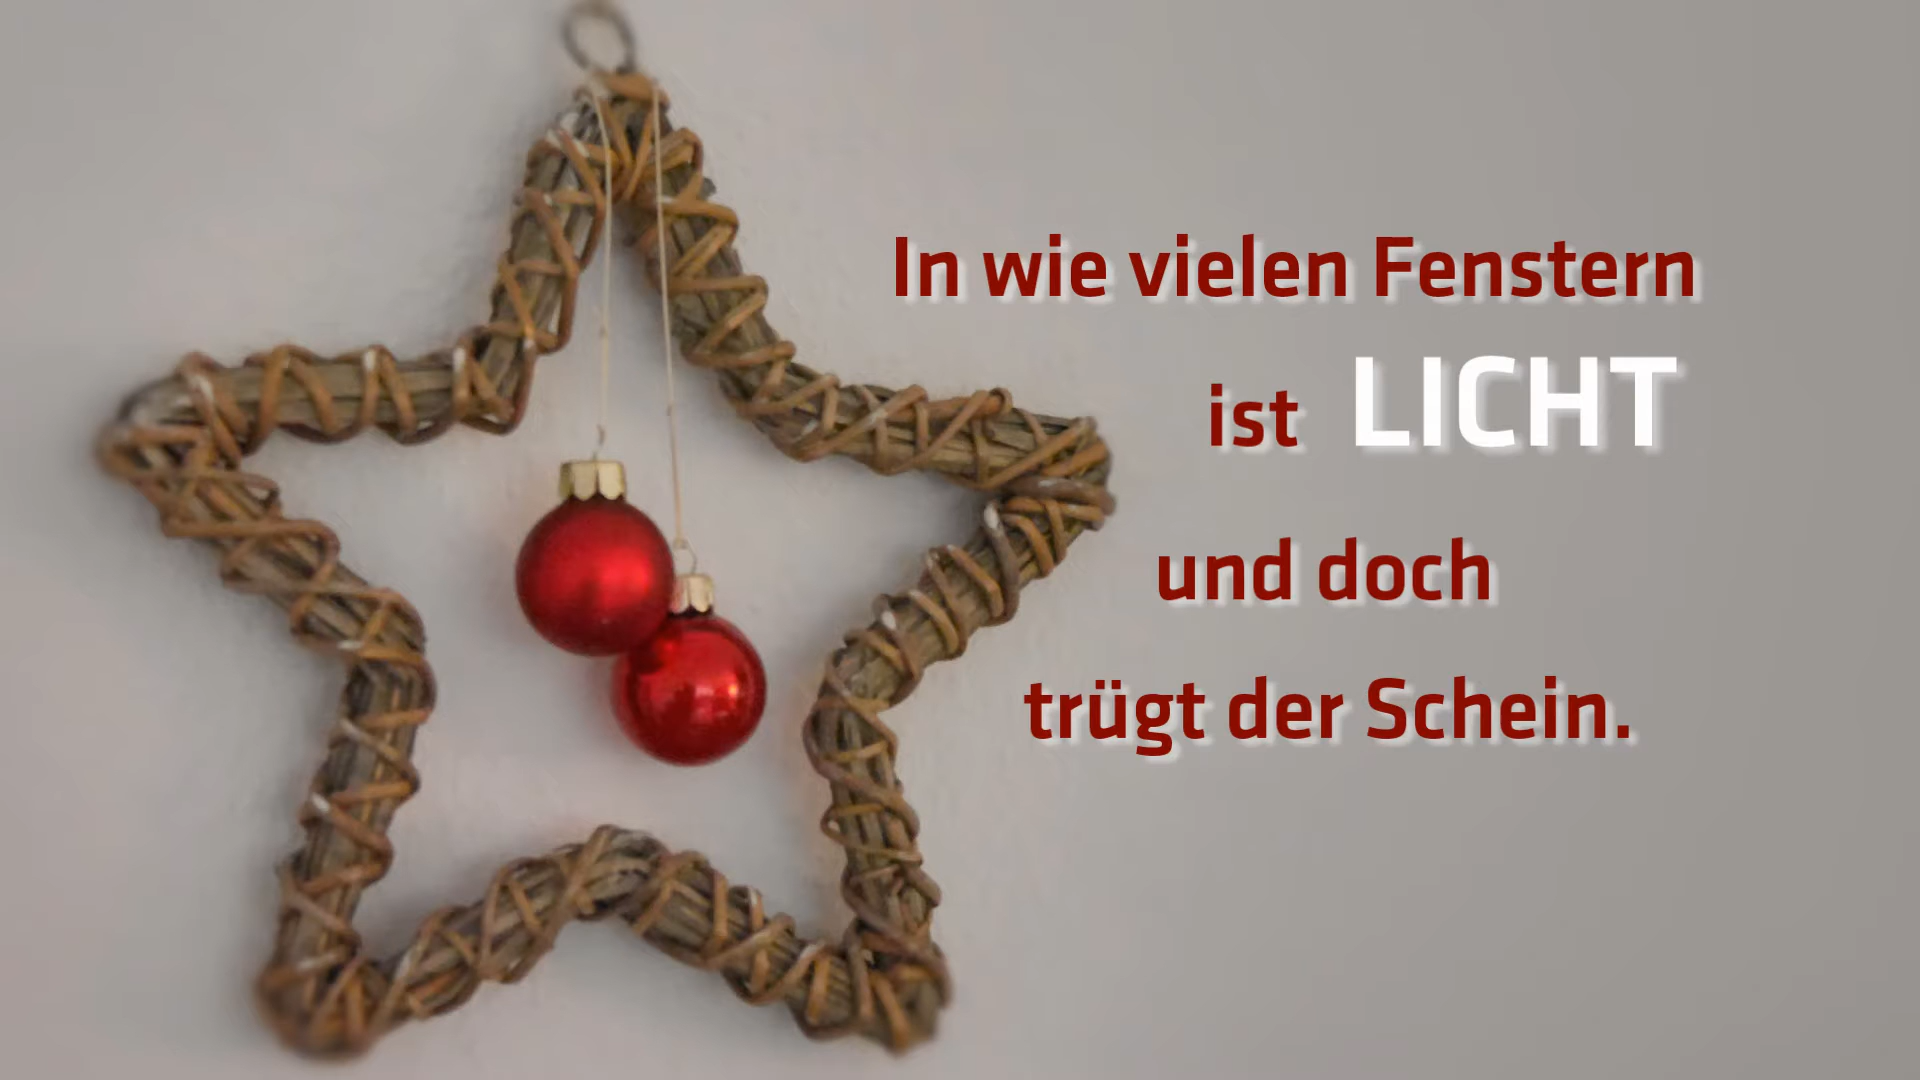 In wie vielen Fenstern
ist LICHT
und doch
trügt der Schein.